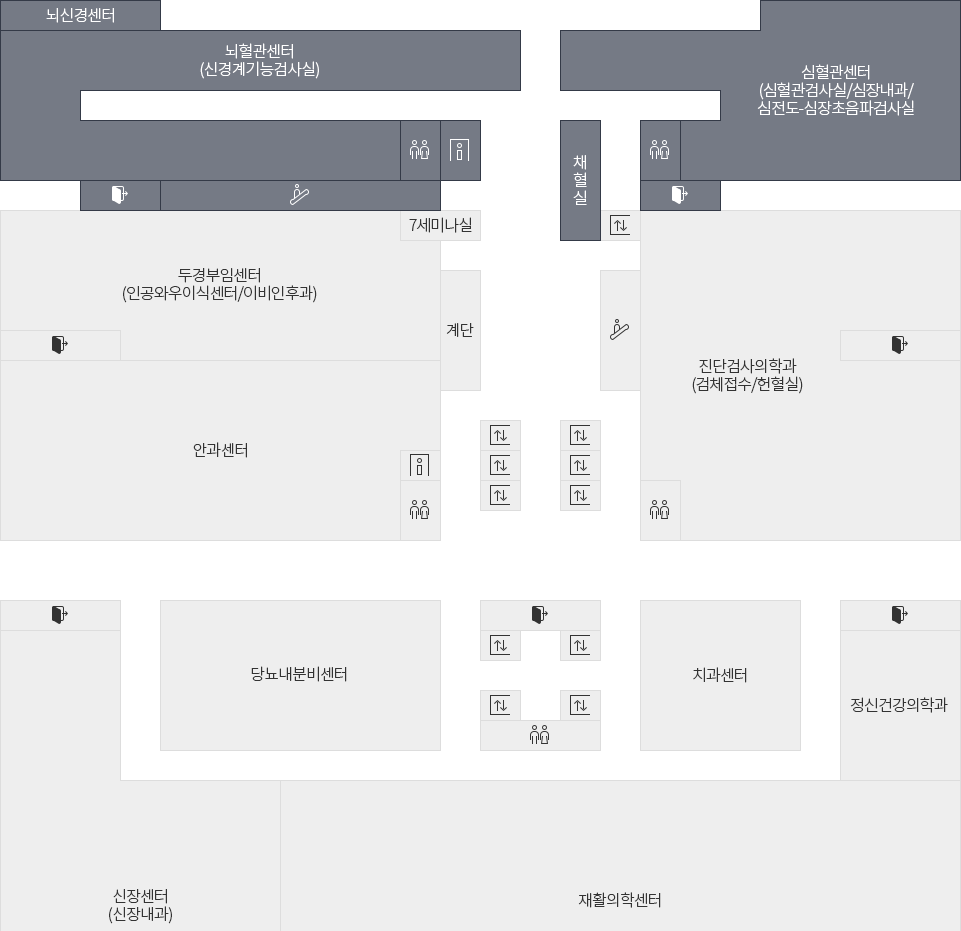 뇌신경센터
뇌혈관센터
(신경계기능검사실)
심혈관센터
(심혈관검사실/심장내과/
심전도-심장초음파검사실
채
혈
실
7세미나실
두경부임센터
(인공와우이식센터/이비인후과)
계단
진단검사의학과
(검체접수/헌혈실)
안과센터
당뇨내분비센터
치과센터
정신건강의학과
신장센터
(신장내과)
재활의학센터